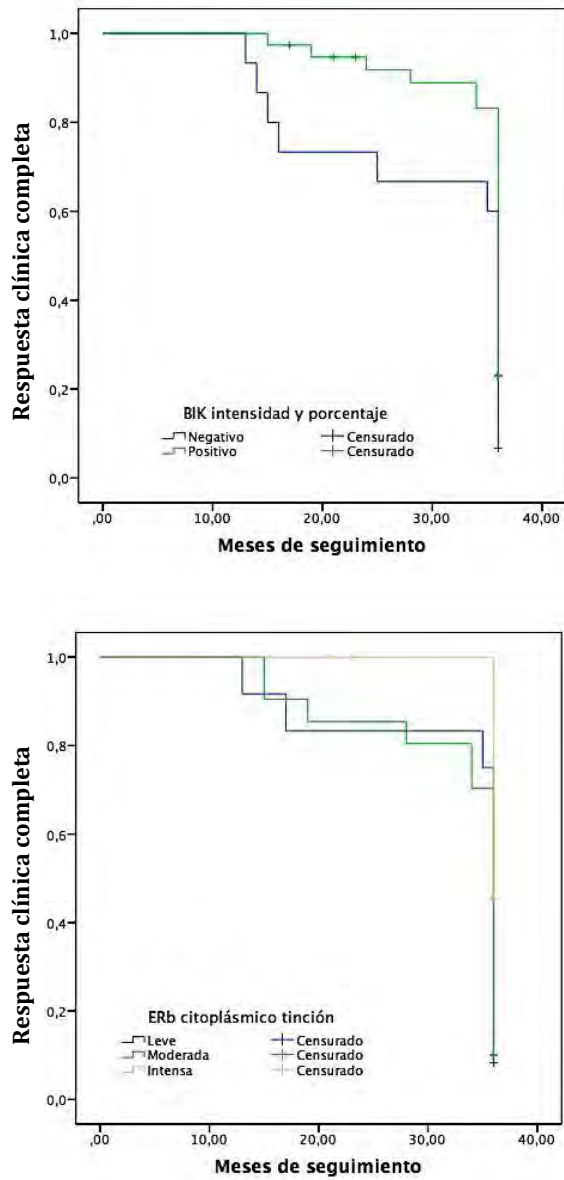 Respuesta clínica completa
1,0
0,8
0,6
0,4
0,2
0,0
BIK intensidad y porcentaje
Negativo Censurado
Positivo Censurado
,00 10,00 20,00 30,00 40,00
Meses de seguimiento
Respuesta clínica completa
1,0
0,8
0,6
0,4
0,2
0,0
ERb citoplásmico tinción
Leve Censurado
Moderada Censurado
Intensa Censurado
,00 10,00 20,00 30,00 40,00
Meses de seguimiento